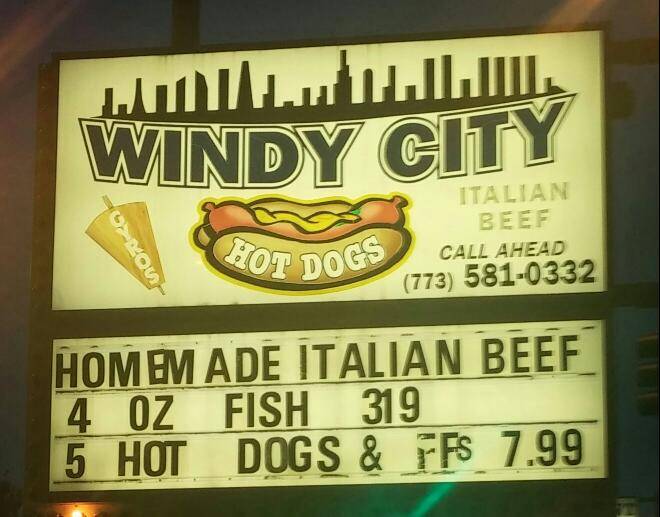 WINDY CITY
GYROS
HOT DOGS
ITALIAN
BEEF
CALL AHEAD
(773) 581-0332
HOMEMADE ITALIAN BEEF
4 OZ FISH 319
5 HOT DOGS & FFs 7.99